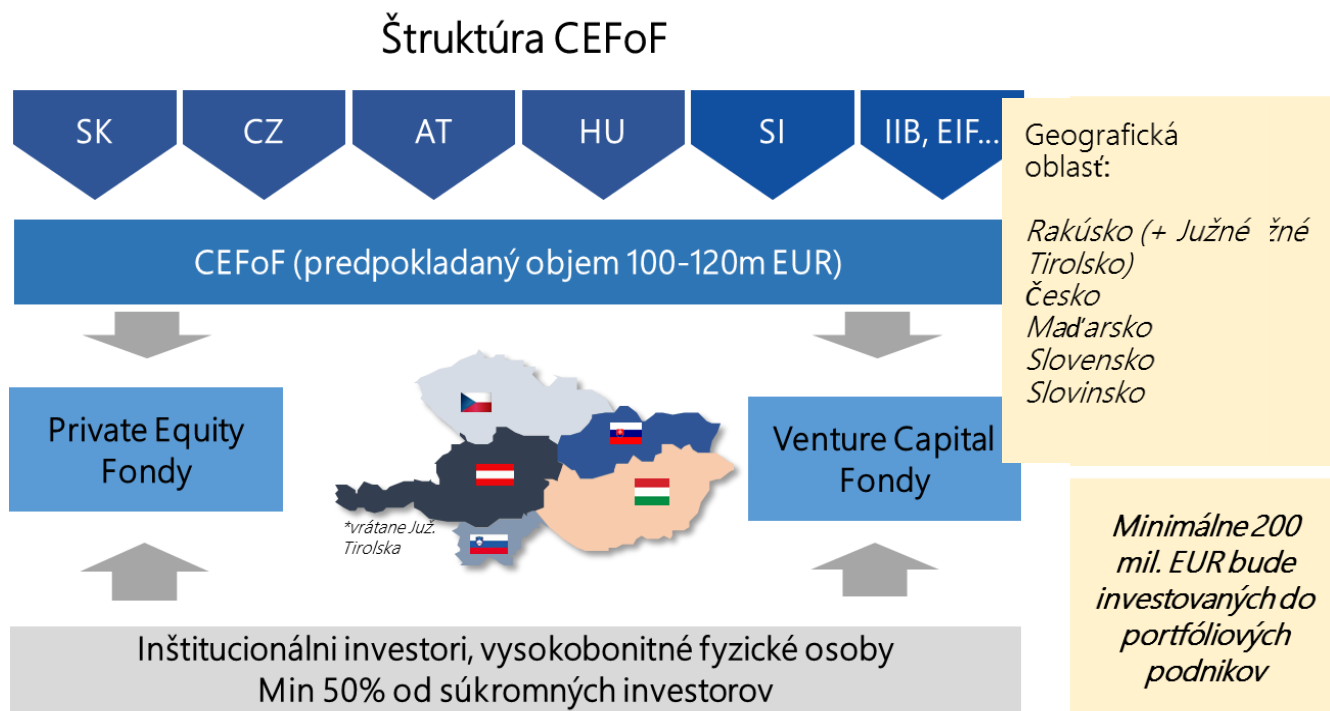 Štruktúra CEFoF
SK
CZ
AT
HU
SI
IIB, EIF...
CEFoF (predpokladaný objem 100-120m EUR)
Private Equity
Fondy
*vrátane Juž.
Tirolska
Venture Capital
Fondy
Inštitucionálni investori, vysokobonitné fyzické osoby
Min 50% od súkromných investorov
Geografická
oblasť:
Rakúsko (+ Južné žné
Tirolsko)
Česko
Maďarsko
Slovensko
Slovinsko
Minimálne 200
mil. EUR bude
investovaných do
portfóliových
podnikov